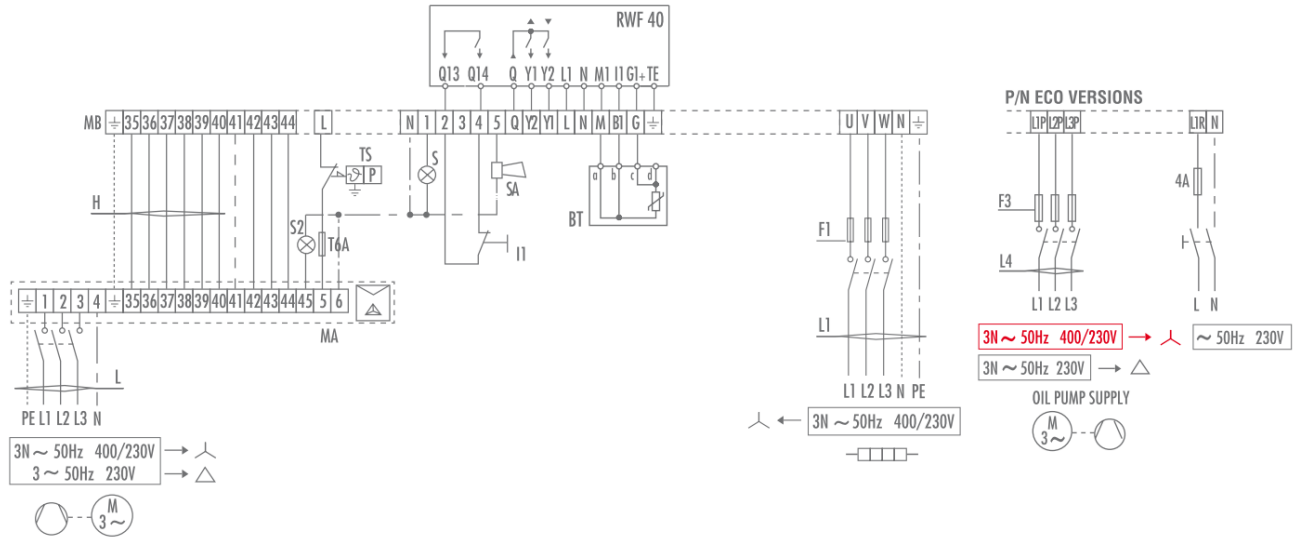 RWF 40
Q13 Q14 Q Y1 Y2 L1 N M1 I1 G1+ TE
P/N ECO VERSIONS
MB 35 36 37 38 39 40 41 42 43 44 L N 1 2 3 4 5 Q Y2 Y1 L N M B1 G U V W N L1P L2P L3P L1R N
TS
P
S
SA
a b c d
BT
4A
H
F3
S2
T6A
I1
F1
L4
1 2 3 4 35 36 37 38 39 40 41 42 43 44 45 5 6
L1 L2 L3
L N
MA
L1
3N ~ 50Hz 400/230V
~ 50Hz 230V
3N ~ 50Hz 230V
L
L1 L2 L3 N PE
OIL PUMP SUPPLY
PE L1 L2 L3 N
3N ~ 50Hz 400/230V
M
3 ~
3N ~ 50Hz 400/230V
3 ~ 50Hz 230V
M
3 ~